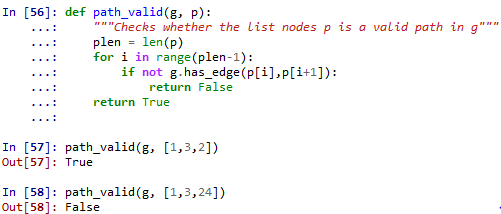 In [56]: def path_valid(g, p):
    ...:     """Checks whether the list nodes p is a valid path in g"""
    ...:     plen = len(p)
    ...:     for i in range(plen-1):
    ...:         if not g.has_edge(p[i],p[i+1]):
    ...:             return False
    ...:     return True
    ...:
In [57]: path_valid(g, [1,3,2])
Out[57]: True
In [58]: path_valid(g, [1,3,24])
Out[58]: False